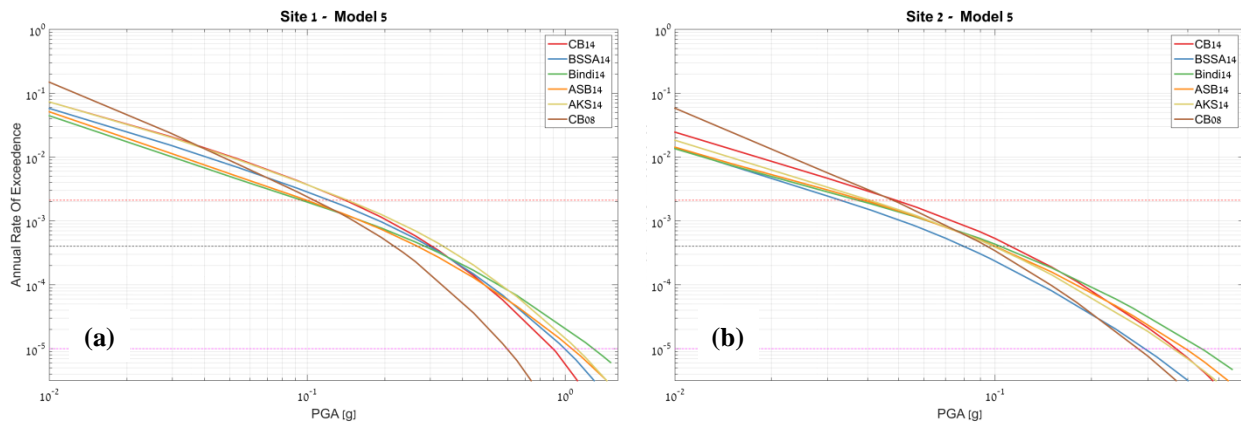 Site 1 - Model 5
10^0
10^-1
10^-2
10^-3
10^-4
10^-5
Annual Rate Of Exceedence
CB14
BSSA14
Bindi14
ASB14
AKS14
CB08
(a)
10^-2
10^-1
10^0
PGA [g]
Site 2 - Model 5
10^0
10^-1
10^-2
10^-3
10^-4
10^-5
CB14
BSSA14
Bindi14
ASB14
AKS14
CB08
(b)
10^-2
10^-1
PGA [g]